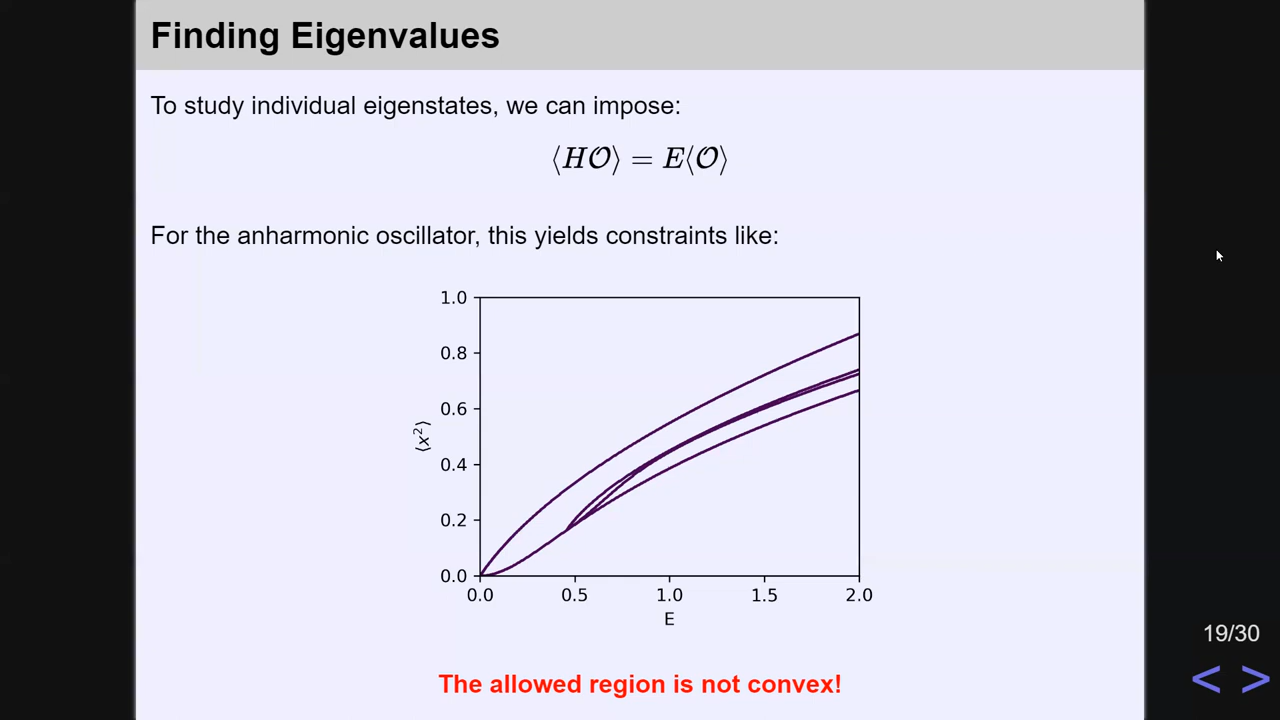 Finding Eigenvalues
To study individual eigenstates, we can impose:
⟨H𝒪⟩ = E⟨𝒪⟩
For the anharmonic oscillator, this yields constraints like:
1.0
0.8
0.6
0.4
0.2
0.0
⟨x²⟩
0.0 0.5 1.0 1.5 2.0
E
The allowed region is not convex!
19/30
< >